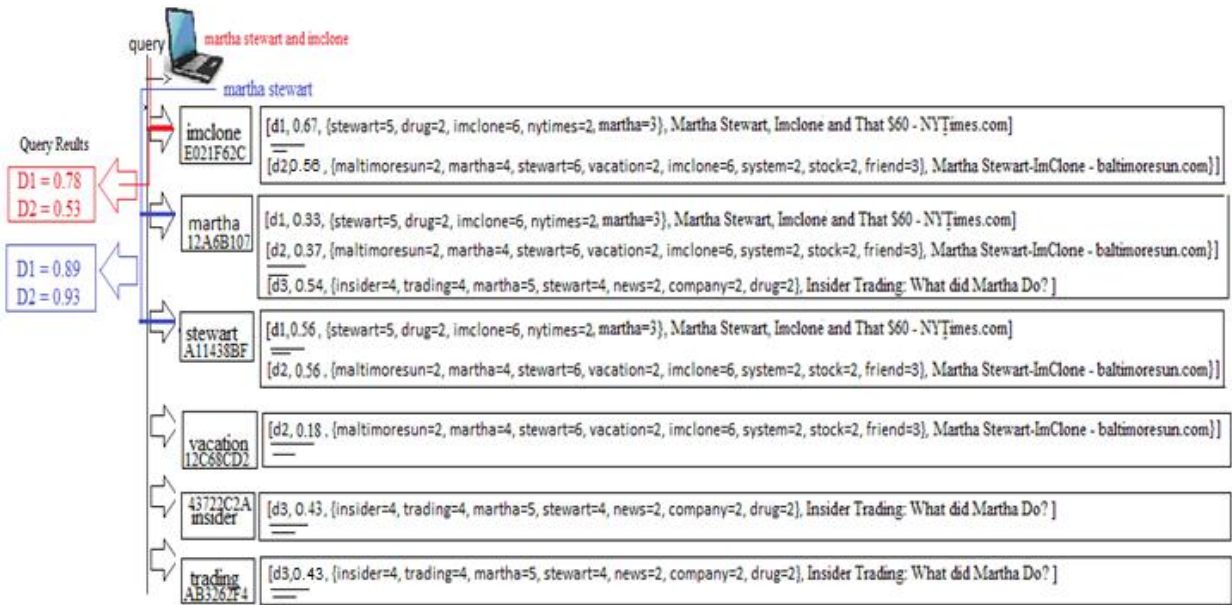 query
martha stewart and imclone
martha stewart
Query Reults
D1 = 0.78
D2 = 0.53
D1 = 0.89
D2 = 0.93
imclone
E021F62C
[d1, 0.67, {stewart=5, drug=2, imclone=6, nytimes=2, martha=3}, Martha Stewart, Imclone and That $60 - NYTimes.com]
[d2,0.56, {maltimoresun=2, martha=4, stewart=6, vacation=2, imclone=6, system=2, stock=2, friend=3}, Martha Stewart-ImClone - baltimoresun.com}]
martha
12A6B107
[d1, 0.33, {stewart=5, drug=2, imclone=6, nytimes=2, martha=3}, Martha Stewart, Imclone and That $60 - NYTimes.com]
[d2, 0.37, {maltimoresun=2, martha=4, stewart=6, vacation=2, imclone=6, system=2, stock=2, friend=3}, Martha Stewart-ImClone - baltimoresun.com}]
[d3, 0.54, {insider=4, trading=4, martha=5, stewart=4, news=2, company=2, drug=2}, Insider Trading: What did Martha Do? ]
stewart
A11438BF
[d1,0.56, {stewart=5, drug=2, imclone=6, nytimes=2, martha=3}, Martha Stewart, Imclone and That $60 - NYTimes.com]
[d2, 0.56, {maltimoresun=2, martha=4, stewart=6, vacation=2, imclone=6, system=2, stock=2, friend=3}, Martha Stewart-ImClone - baltimoresun.com}]
vacation
12C68CD2
[d2, 0.18 , {maltimoresun=2, martha=4, stewart=6, vacation=2, imclone=6, system=2, stock=2, friend=3}, Martha Stewart-ImClone - baltimoresun.com}]
43722C2A
insider
[d3, 0.43, {insider=4, trading=4, martha=5, stewart=4, news=2, company=2, drug=2}, Insider Trading: What did Martha Do? ]
trading
AB3262F4
[d3,0.43, {insider=4, trading=4, martha=5, stewart=4, news=2, company=2, drug=2}, Insider Trading: What did Martha Do? ]